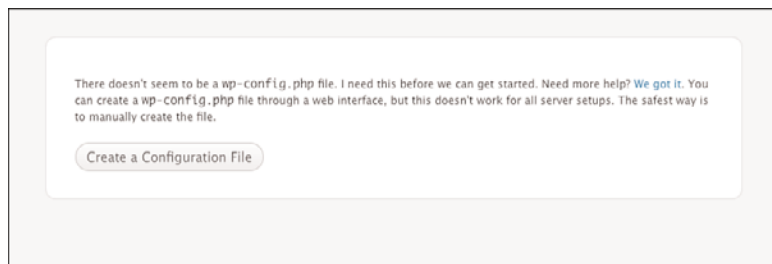 There doesn't seem to be a wp-config.php file. I need this before we can get started. Need more help? We got it. You
can create a wp-config.php file through a web interface, but this doesn't work for all server setups. The safest way is
to manually create the file.
Create a Configuration File